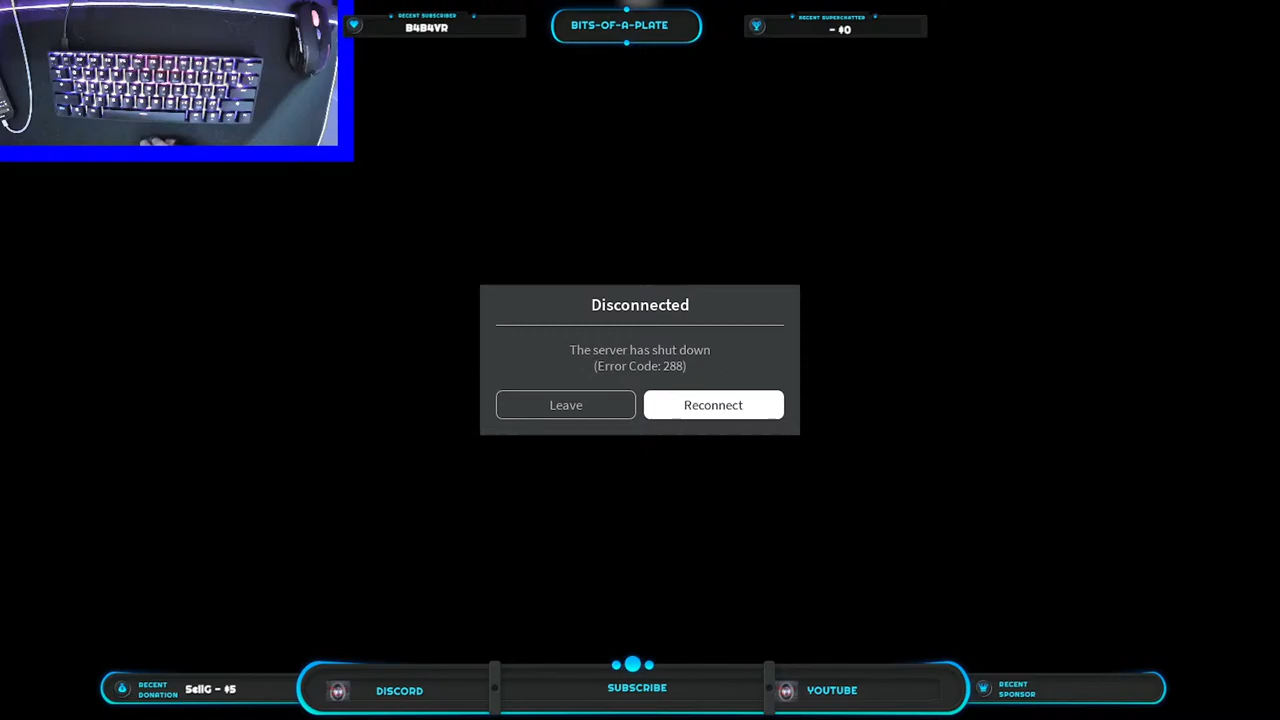 RECENT SUBSCRIBER
B4B4VR
BITS-OF-A-PLATE
RECENT SUPERCHATTER
- $0
Disconnected
The server has shut down
(Error Code: 288)
Leave
Reconnect
RECENT
DONATION
SellG - $5
DISCORD
SUBSCRIBE
YOUTUBE
RECENT
SPONSOR